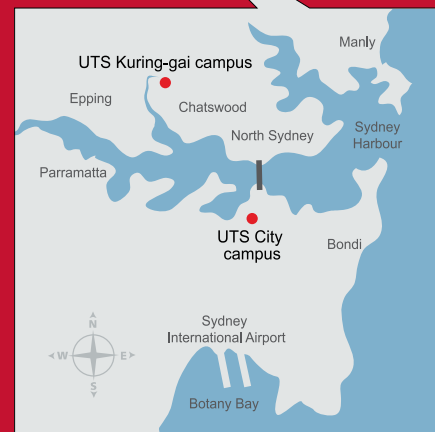 Manly
UTS Kuring-gai campus
Epping
Chatswood
North Sydney
Sydney
Harbour
Parramatta
UTS City
campus
Bondi
Sydney
International Airport
N
W
E
S
Botany Bay